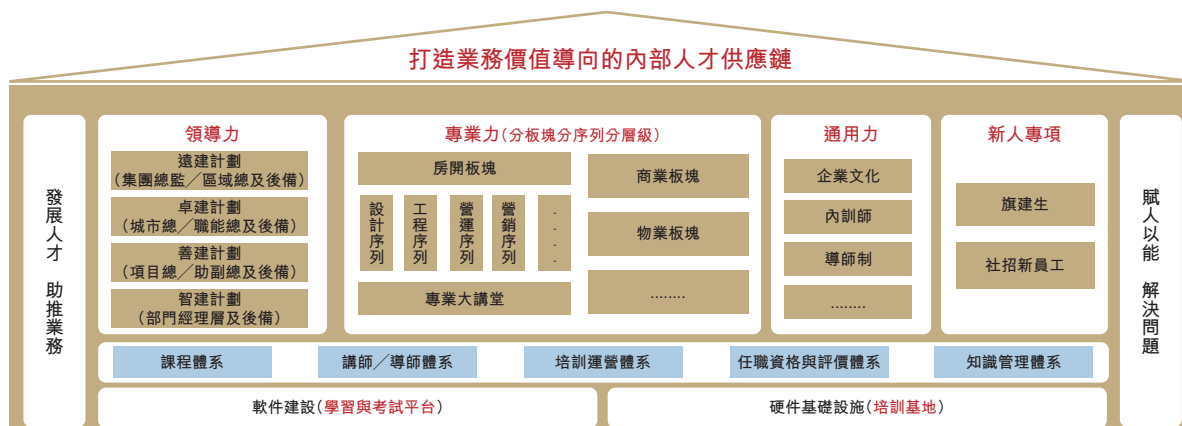 打造業務價值導向的內部人才供應鏈
發展人才 助推業務
領導力
遠建計劃
(集團總監／區域總及後備)
卓建計劃
(城市總／職能總及後備)
善建計劃
(項目總／助副總及後備)
智建計劃
(部門經理層及後備)
專業力(分板塊分序列分層級)
房開板塊
設計序列
工程序列
營運序列
營銷序列
....
專業大講堂
商業板塊
物業板塊
........
通用力
企業文化
內訓師
導師制
........
新人專項
旗建生
社招新員工
賦人以能 解決問題
課程體系
講師／導師體系
培訓運營體系
任職資格與評價體系
知識管理體系
軟件建設(學習與考試平台)
硬件基礎設施(培訓基地)